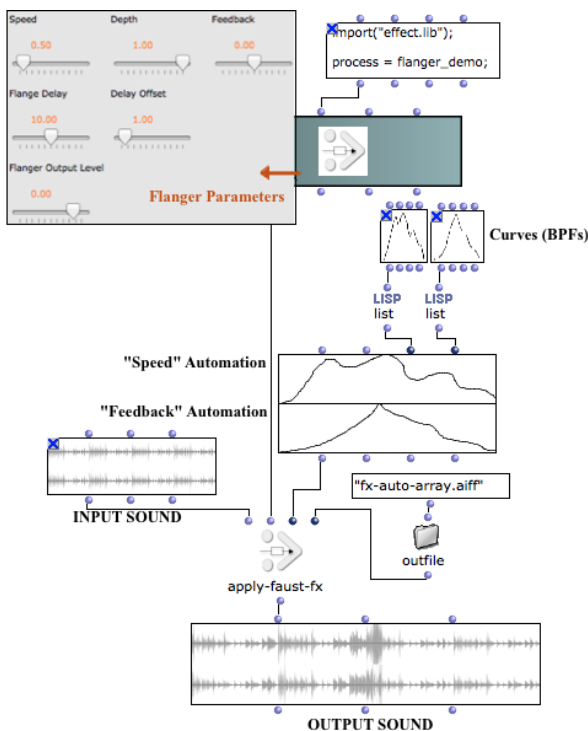 Speed
Depth
Feedback
0.50
1.00
0.00
Flange Delay
Delay Offset
10.00
1.00
Flanger Output Level
0.00
Flanger Parameters
import("effect.lib");
process = flanger_demo;
Curves (BPFs)
LISP
list
LISP
list
"Speed" Automation
"Feedback" Automation
INPUT SOUND
"fx-auto-array.aiff"
outfile
apply-faust-fx
OUTPUT SOUND